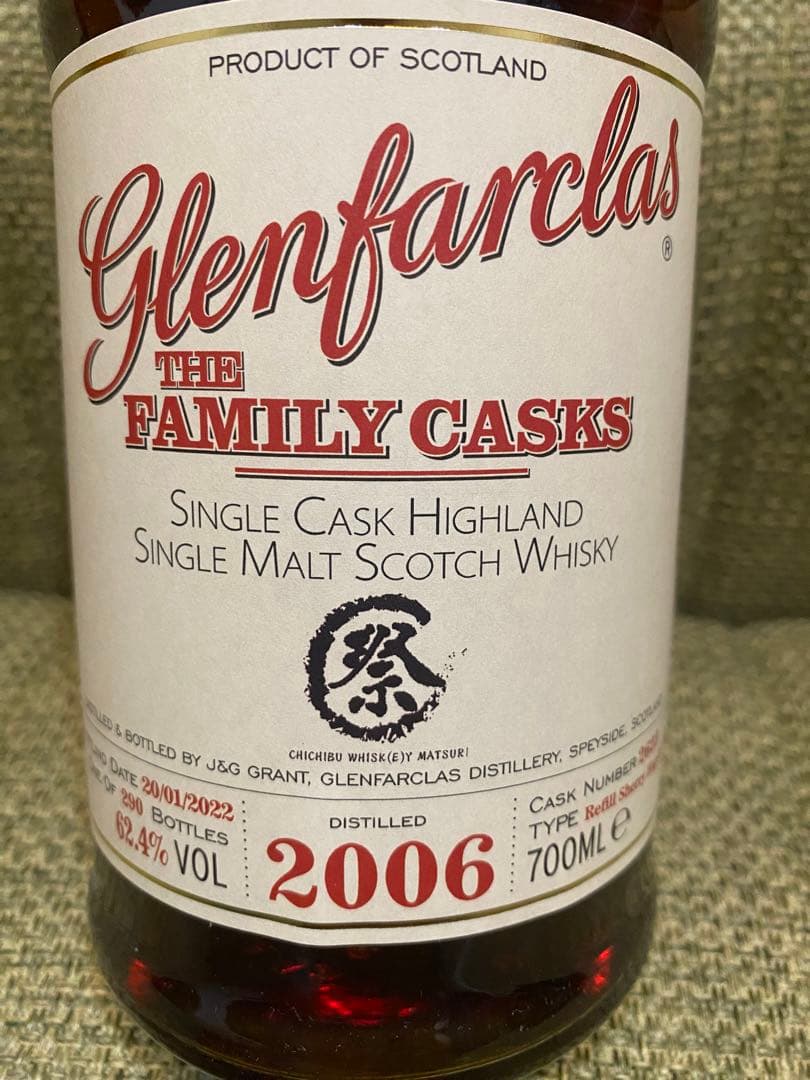 PRODUCT OF SCOTLAND
Glenfarclas
®
THE
FAMILY CASKS
SINGLE CASK HIGHLAND
SINGLE MALT SCOTCH WHISKY
祭
CHICHIBU WHISK(E)Y MATSURI
& BOTTLED BY J&G GRANT, GLENFARCLAS DISTILLERY, SPEYSIDE, SCOTLAND
DATE 20/01/2022
OF 290 BOTTLES
62.4% VOL
DISTILLED
2006
CASK NUMBER
TYPE Refill Sherry
700ML e